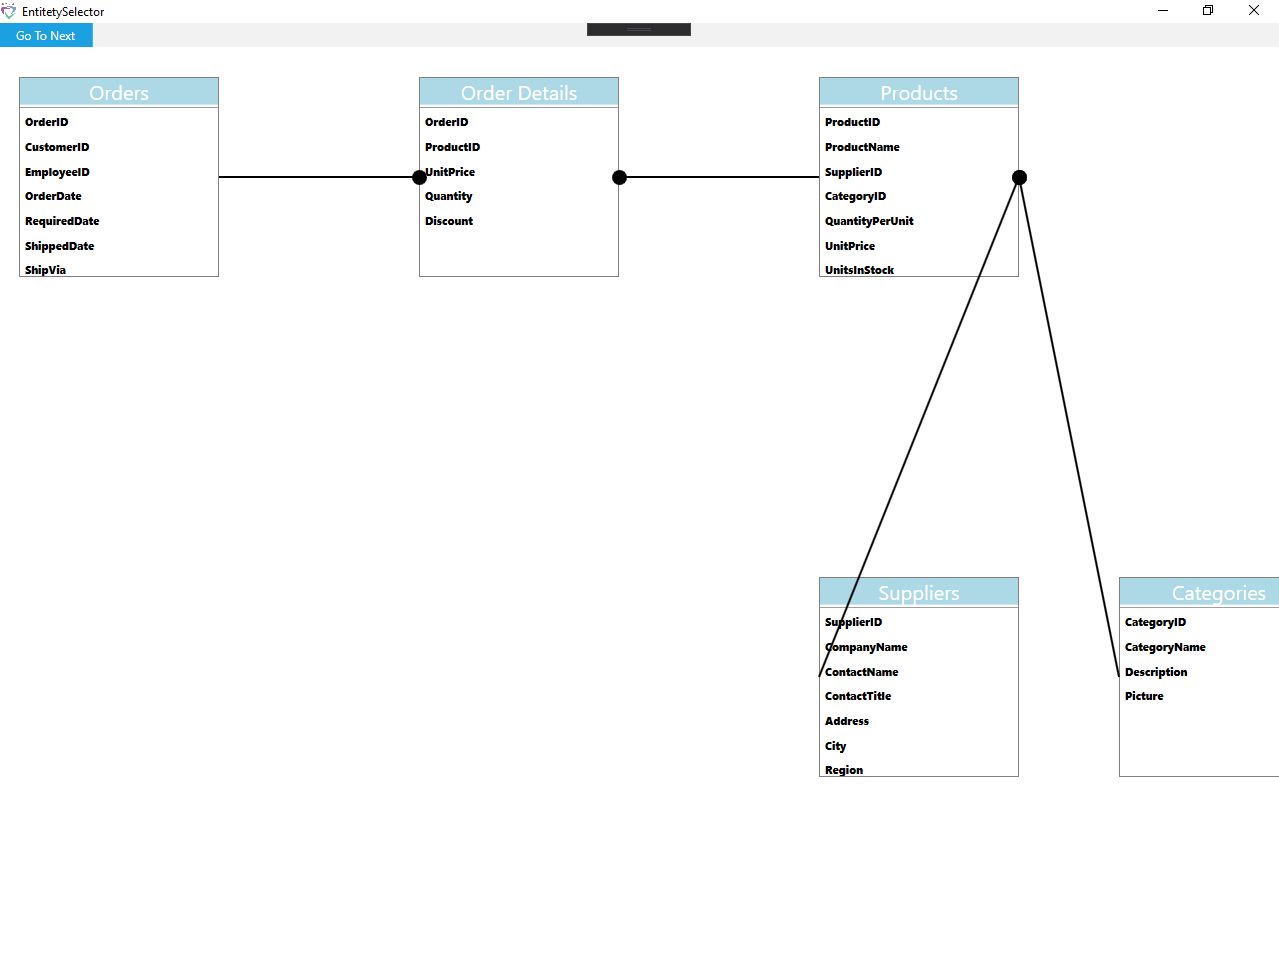 EntitetySelector
Go To Next
Orders
OrderID
CustomerID
EmployeeID
OrderDate
RequiredDate
ShippedDate
ShipVia
Order Details
OrderID
ProductID
UnitPrice
Quantity
Discount
Products
ProductID
ProductName
SupplierID
CategoryID
QuantityPerUnit
UnitPrice
UnitsInStock
Suppliers
SupplierID
CompanyName
ContactName
ContactTitle
Address
City
Region
Categories
CategoryID
CategoryName
Description
Picture